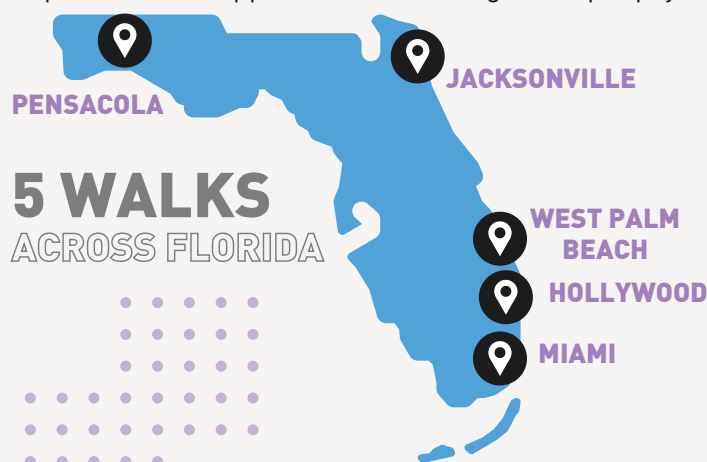 JACKSONVILLE
PENSACOLA
5 WALKS
ACROSS FLORIDA
WEST PALM
BEACH
HOLLYWOOD
MIAMI